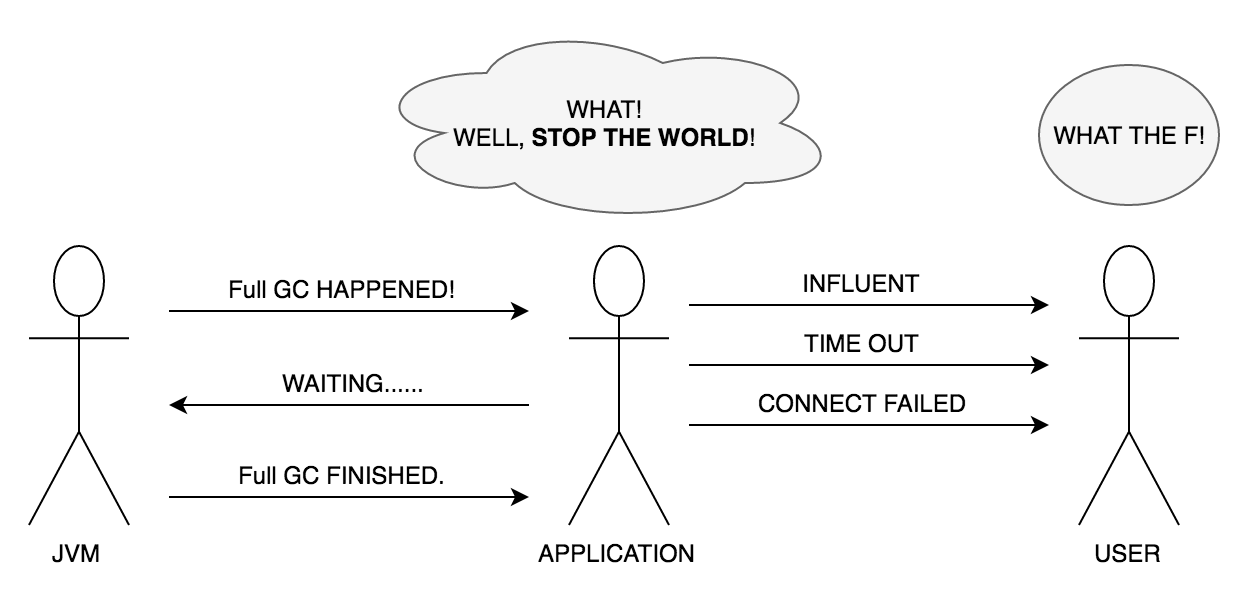 WHAT!
WELL, STOP THE WORLD!
WHAT THE F!
Full GC HAPPENED!
INFLUENT
TIME OUT
WAITING......
CONNECT FAILED
Full GC FINISHED.
JVM
APPLICATION
USER